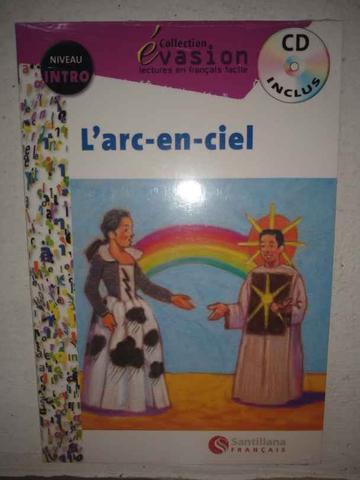 Collection
évasion
lectures en français facile
NIVEAU
INTRO
CD
INCLUS
L'arc-en-ciel
Santillana
FRANÇAIS